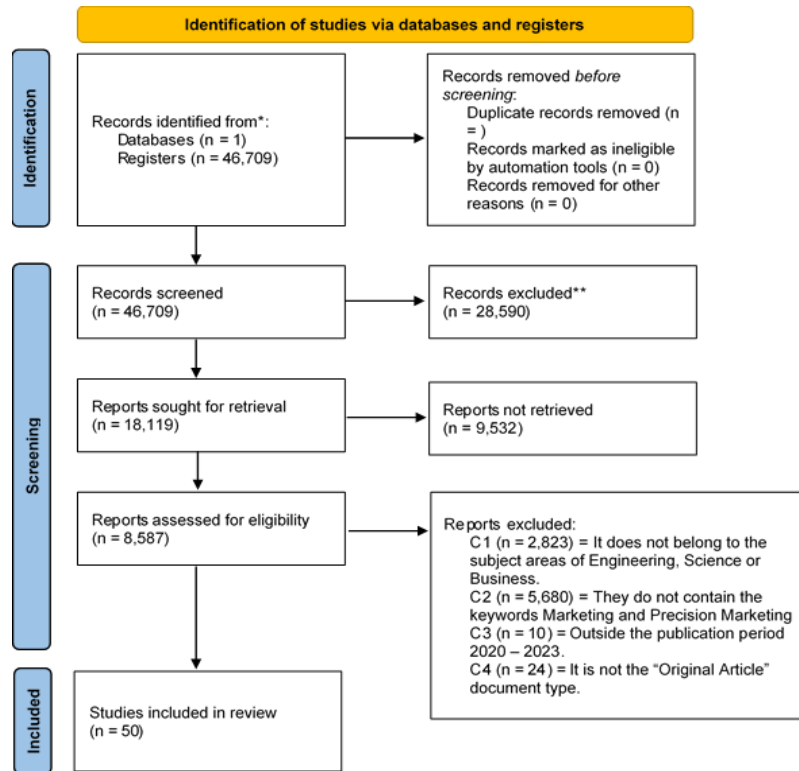 Identification of studies via databases and registers
Identification
Records identified from*:
Databases (n = 1)
Registers (n = 46,709)
Records removed before
screening:
Duplicate records removed (n
= )
Records marked as ineligible
by automation tools (n = 0)
Records removed for other
reasons (n = 0)
Screening
Records screened
(n = 46,709)
Records excluded**
(n = 28,590)
Reports sought for retrieval
(n = 18,119)
Reports not retrieved
(n = 9,532)
Reports assessed for eligibility
(n = 8,587)
Reports excluded:
C1 (n = 2,823) = It does not belong to the
subject areas of Engineering, Science or
Business.
C2 (n = 5,680) = They do not contain the
keywords Marketing and Precision Marketing
C3 (n = 10) = Outside the publication period
2020 – 2023.
C4 (n = 24) = It is not the “Original Article”
document type.
Included
Studies included in review
(n = 50)